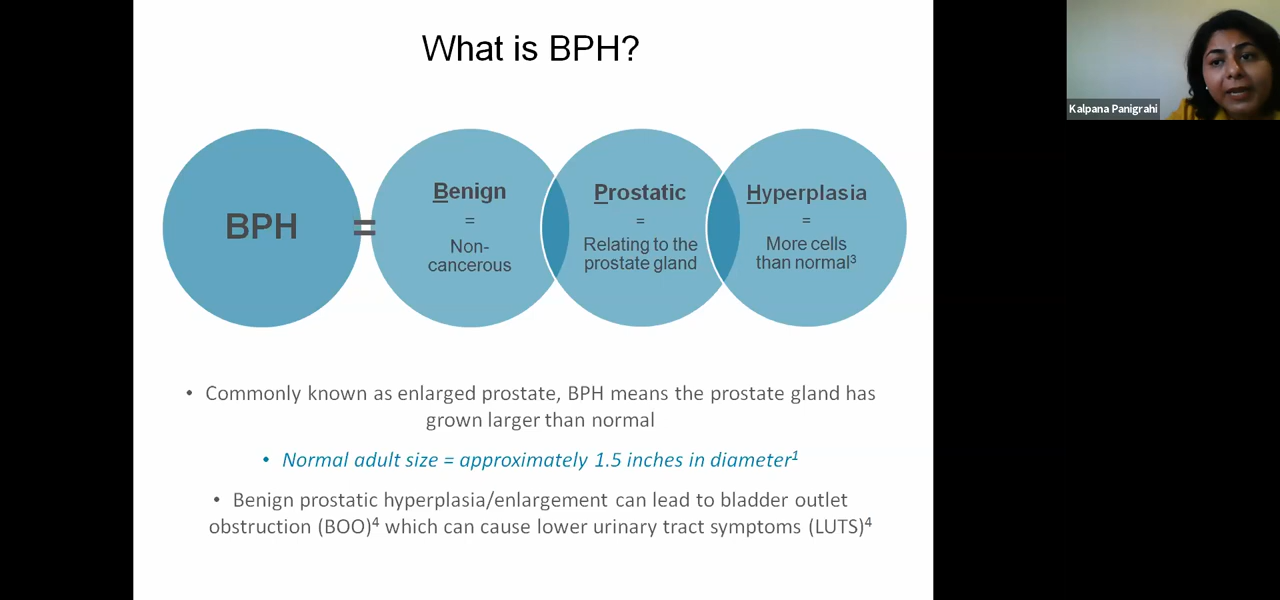 What is BPH?
BPH
=
Benign
=
Non-
cancerous
Prostatic
=
Relating to the
prostate gland
Hyperplasia
=
More cells
than normal³
• Commonly known as enlarged prostate, BPH means the prostate gland has
grown larger than normal
• Normal adult size = approximately 1.5 inches in diameter¹
• Benign prostatic hyperplasia/enlargement can lead to bladder outlet
obstruction (BOO)⁴ which can cause lower urinary tract symptoms (LUTS)⁴
Kalpana Panigrahi